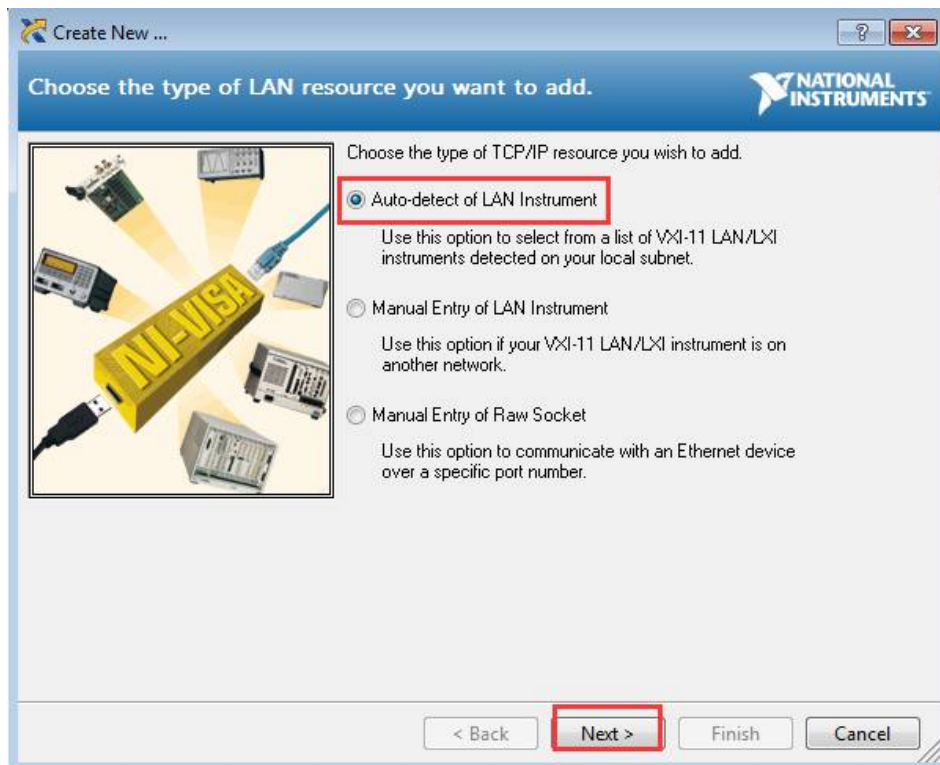 Create New ...
Choose the type of LAN resource you want to add.
NATIONAL
INSTRUMENTS
Choose the type of TCP/IP resource you wish to add.
Auto-detect of LAN Instrument
Use this option to select from a list of VXI-11 LAN/LXI
instruments detected on your local subnet.
Manual Entry of LAN Instrument
Use this option if your VXI-11 LAN/LXI instrument is on
another network.
Manual Entry of Raw Socket
Use this option to communicate with an Ethernet device
over a specific port number.
NI-VISA
< Back
Next >
Finish
Cancel